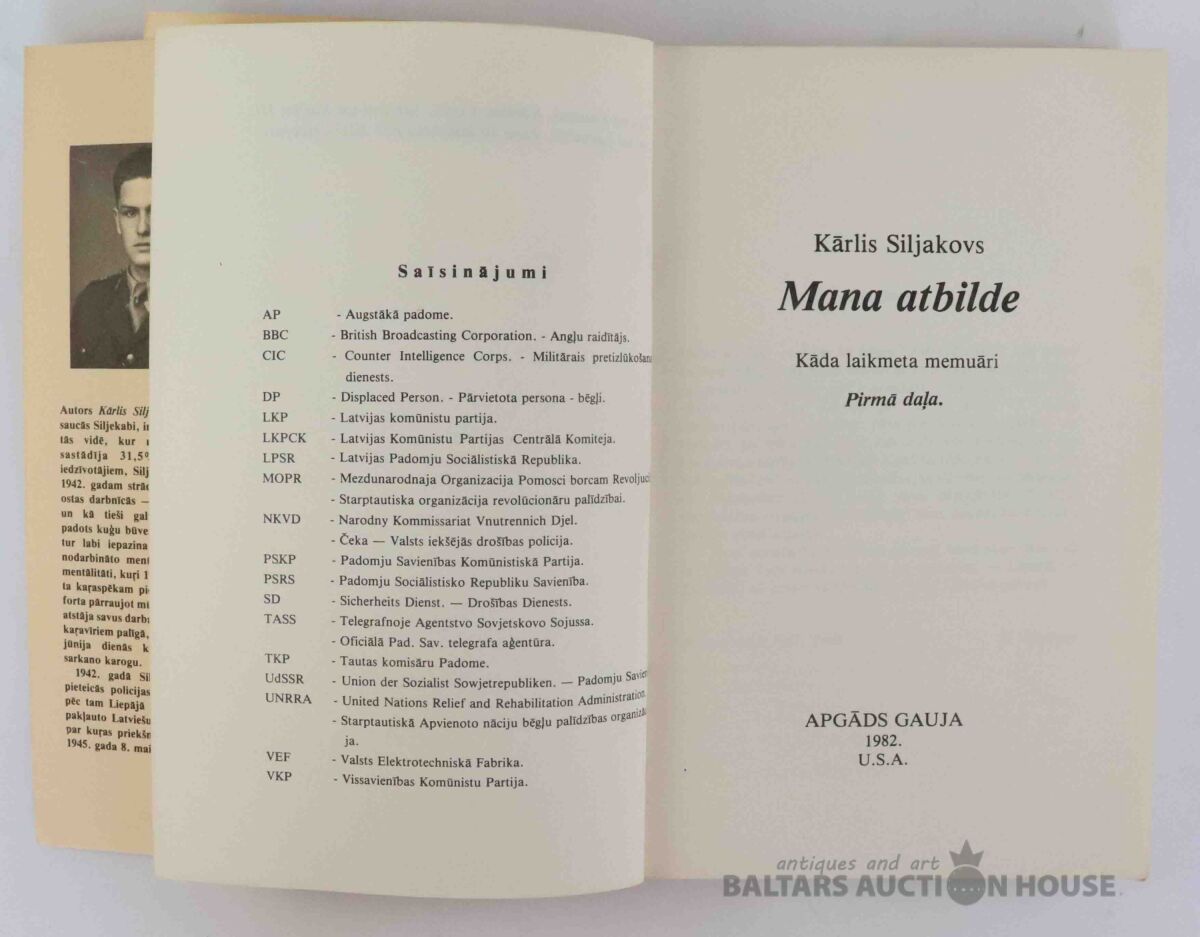 Autors Kārlis Silj
saucās Siljekabi, ir
tās vidē, kur
sastādīja 31,5
iedzīvotājiem, Silj
1942. gadam strād
ostas darbnīcās —
un kā tieši gal
padots kuģu būve
tur labi iepazina
nodarbināto ment
mentālitāti, kuŗi 1
ta kaŗaspēkam pi
forta pārraujot
atstāja savus darb
kaŗavīriem palīgā,
jūnija dienās k
sarkano karogu.
1942. gadā Sil
pieteicās policijas
pēc tam Liepājā
pakļauto Latviešu
par kuŗas priekšn
1945. gada 8. mai
Saīsinājumi
AP - Augstākā padome.
BBC - British Broadcasting Corporation. - Angļu raidītājs.
CIC - Counter Intelligence Corps. - Militārais pretizlūkošana
dienests.
DP - Displaced Person. - Pārvietota persona - bēgļi.
LKP - Latvijas komūnistu partija.
LKPCK - Latvijas Komūnistu Partijas Centrālā Komiteja.
LPSR - Latvijas Padomju Sociālistiskā Republika.
MOPR - Mezdunarodnaja Organizacija Pomosci borcam Revoljuci
- Starptautiska organizācija revolūcionāru palīdzībai.
NKVD - Narodny Kommissariat Vnutrennich Djel.
- Čeka — Valsts iekšējās drošības policija.
PSKP - Padomju Savienības Komūnistiskā Partija.
PSRS - Padomju Sociālistisko Republiku Savienība.
SD - Sicherheits Dienst. — Drošības Dienests.
TASS - Telegrafnoje Agentstvo Sovjetskovo Sojussa.
- Oficiālā Pad. Sav. telegrafa aģentūra.
TKP - Tautas komisāru Padome.
UdSSR - Union der Sozialist Sowjetrepubliken. — Padomju Savien
UNRRA - United Nations Relief and Rehabilitation Administration.
- Starptautiskā Apvienoto nāciju bēgļu palīdzības organizā
ja.
VEF - Valsts Elektrotechniskā Fabrika.
VKP - Vissavienības Komūnistu Partija.
Kārlis Siljakovs
Mana atbilde
Kāda laikmeta memuāri
Pirmā daļa.
APGĀDS GAUJA
1982.
U.S.A.
antiques and art
BALTARS AUCTION HOUSE